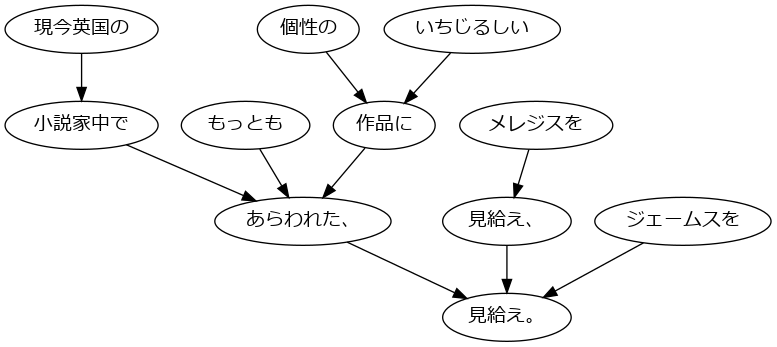 現今英国の
個性の
いちじるしい
小説家中で
もっとも
作品に
メレジスを
あらわれた、
見給え、
ジェームスを
見給え。